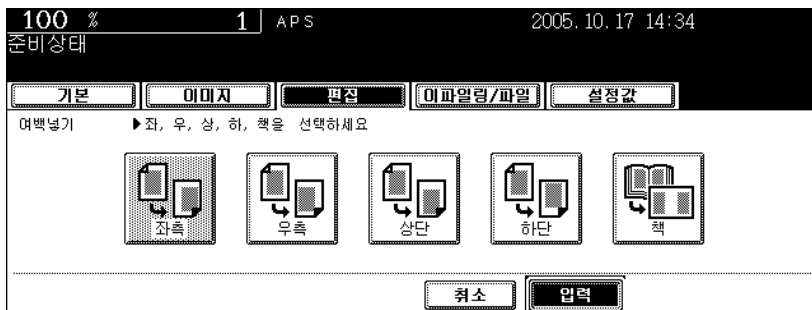 100 % 1 APS 2005.10.17 14:34
준비상태
기본 이미지 편집 이파일링/파일 설정값
여백넣기 ▶좌, 우, 상, 하, 책을 선택하세요
좌측 우측 상단 하단 책
취소 입력